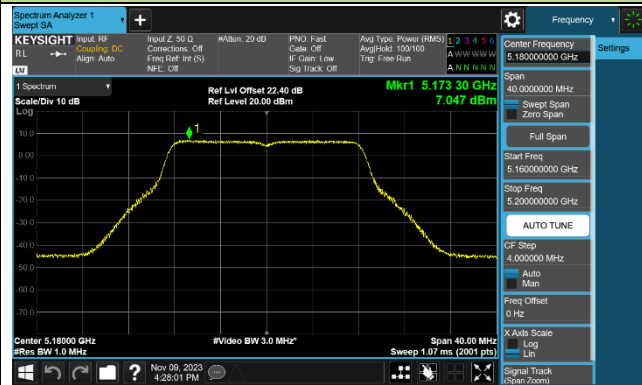 Spectrum Analyzer 1
Swept SA
Frequency
KEYSIGHT
RL
LXI
Input: RF
Coupling: DC
Align: Auto
Input Z: 50 Ω
Corrections: Off
Freq Ref: Int (S)
NFE: Off
#Atten: 20 dB
PNO: Fast
Gate: Off
IF Gain: Low
Sig Track: Off
Avg Type: Power (RMS)
Avg|Hold: 100/100
Trig: Free Run
1 2 3 4 5 6
A W W W W W
A N N N N N
1 Spectrum
Scale/Div 10 dB
Log
Ref Lvl Offset 22.40 dB
Ref Level 20.00 dBm
Mkr1 5.173 30 GHz
7.047 dBm
1
10.0
0.00
-10.0
-20.0
-30.0
-40.0
-50.0
-60.0
-70.0
Center 5.18000 GHz
#Res BW 1.0 MHz
#Video BW 3.0 MHz*
Span 40.00 MHz
Sweep 1.07 ms (2001 pts)
Nov 09, 2023
4:28:01 PM
Center Frequency
5.180000000 GHz
Settings
Span
40.0000000 MHz
Swept Span
Zero Span
Full Span
Start Freq
5.160000000 GHz
Stop Freq
5.200000000 GHz
AUTO TUNE
CF Step
4.000000 MHz
Auto
Man
Freq Offset
0 Hz
X Axis Scale
Log
Lin
Signal Track
(Span Zoom)